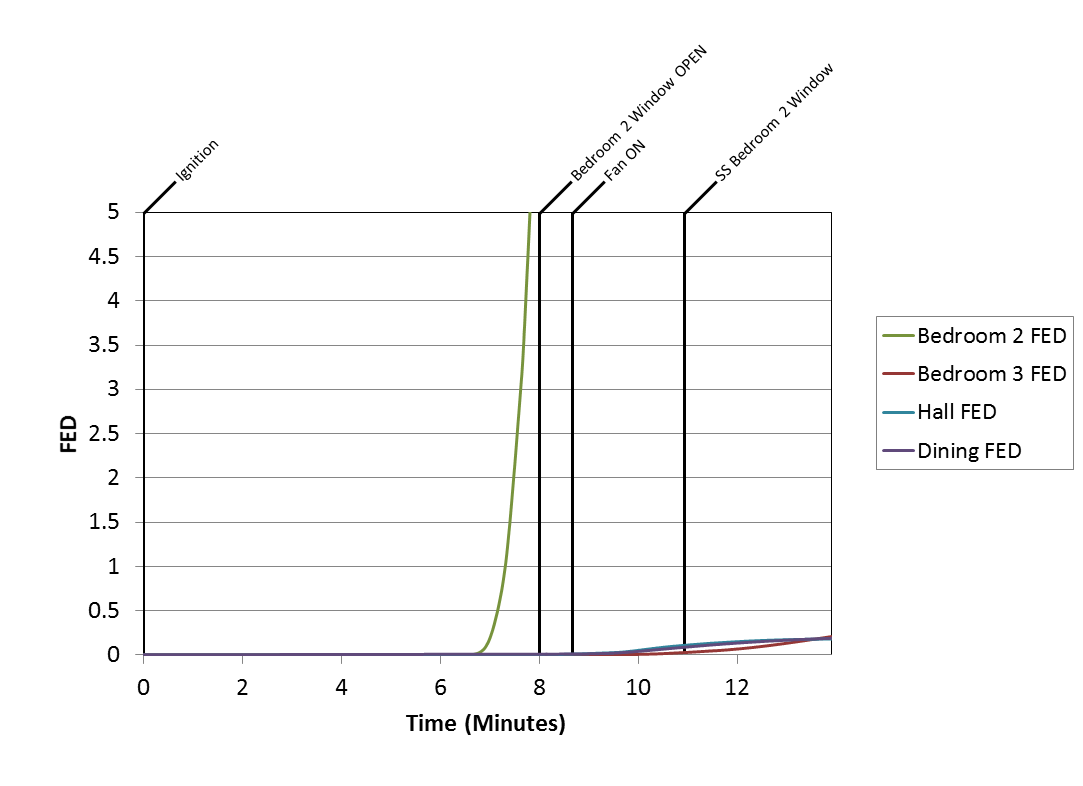 Ignition
Bedroom 2 Window OPEN
Fan ON
SS Bedroom 2 Window
5
4.5
4
3.5
3
2.5
2
1.5
1
0.5
0
FED
0 2 4 6 8 10 12
Time (Minutes)
Bedroom 2 FED
Bedroom 3 FED
Hall FED
Dining FED